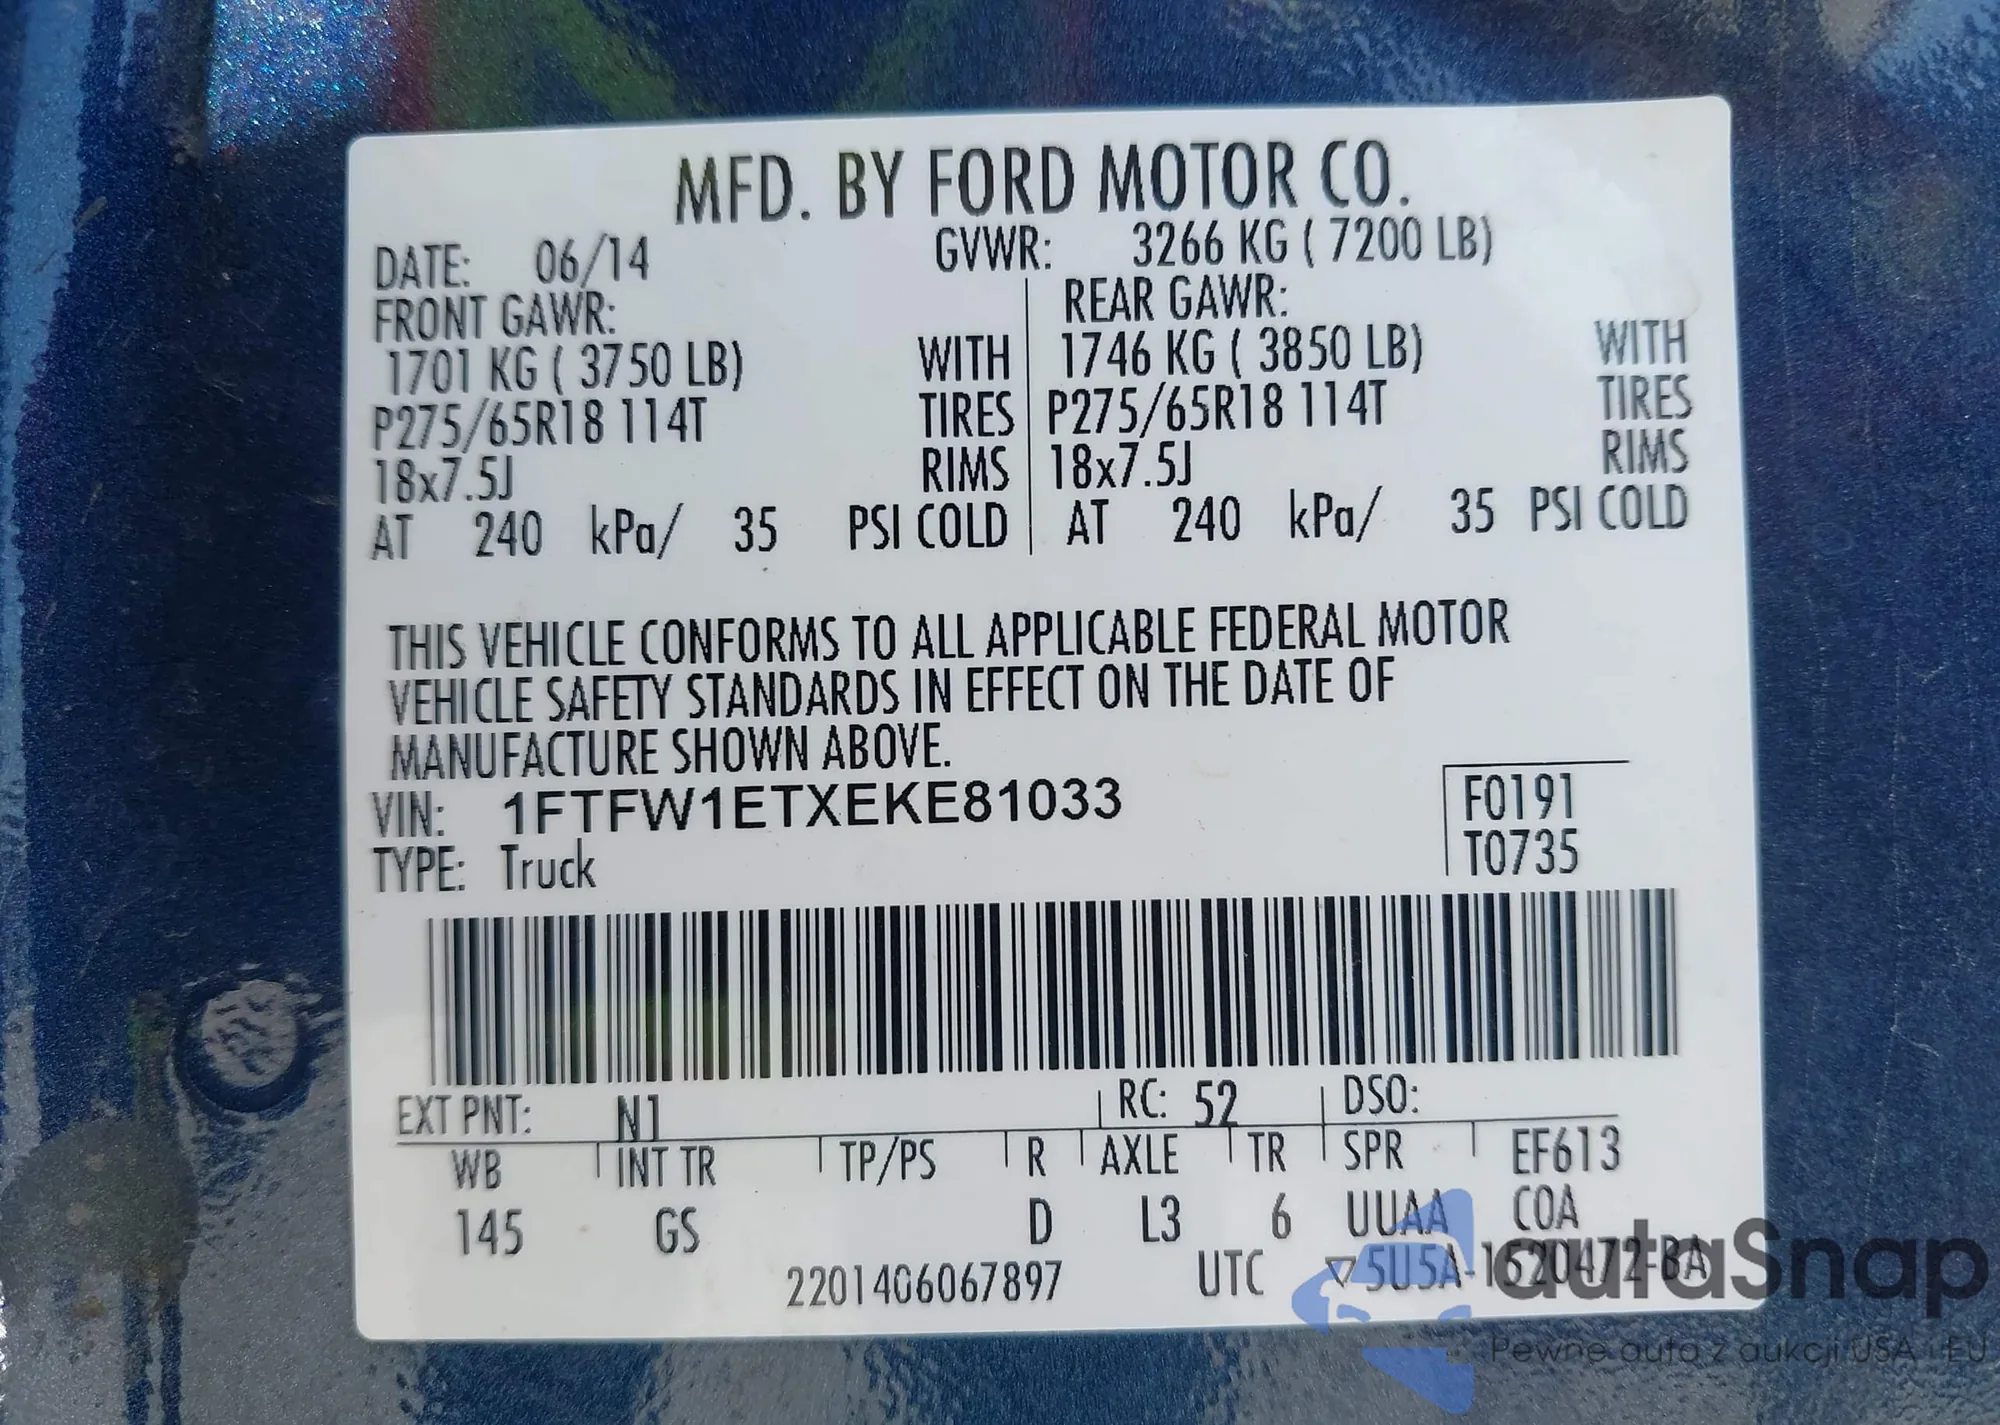 MFD. BY FORD MOTOR CO.
DATE: 06/14 GVWR: 3266 KG ( 7200 LB)
FRONT GAWR: REAR GAWR:
1701 KG ( 3750 LB) WITH 1746 KG ( 3850 LB) WITH
P275/65R18 114T TIRES P275/65R18 114T TIRES
18x7.5J RIMS 18x7.5J RIMS
AT 240 kPa/ 35 PSI COLD AT 240 kPa/ 35 PSI COLD
THIS VEHICLE CONFORMS TO ALL APPLICABLE FEDERAL MOTOR
VEHICLE SAFETY STANDARDS IN EFFECT ON THE DATE OF
MANUFACTURE SHOWN ABOVE.
VIN: 1FTFW1ETXEKE81033 F0191
TYPE: Truck T0735
EXT PNT: N1 RC: 52 DSO:
WB INT TR TP/PS R AXLE TR SPR EF613
145 GS D L3 6 UUAA COA
2201406067897 UTC ▽5U5A-1520472-BA
autaSnap
Pewne auta z aukcji USA i EU